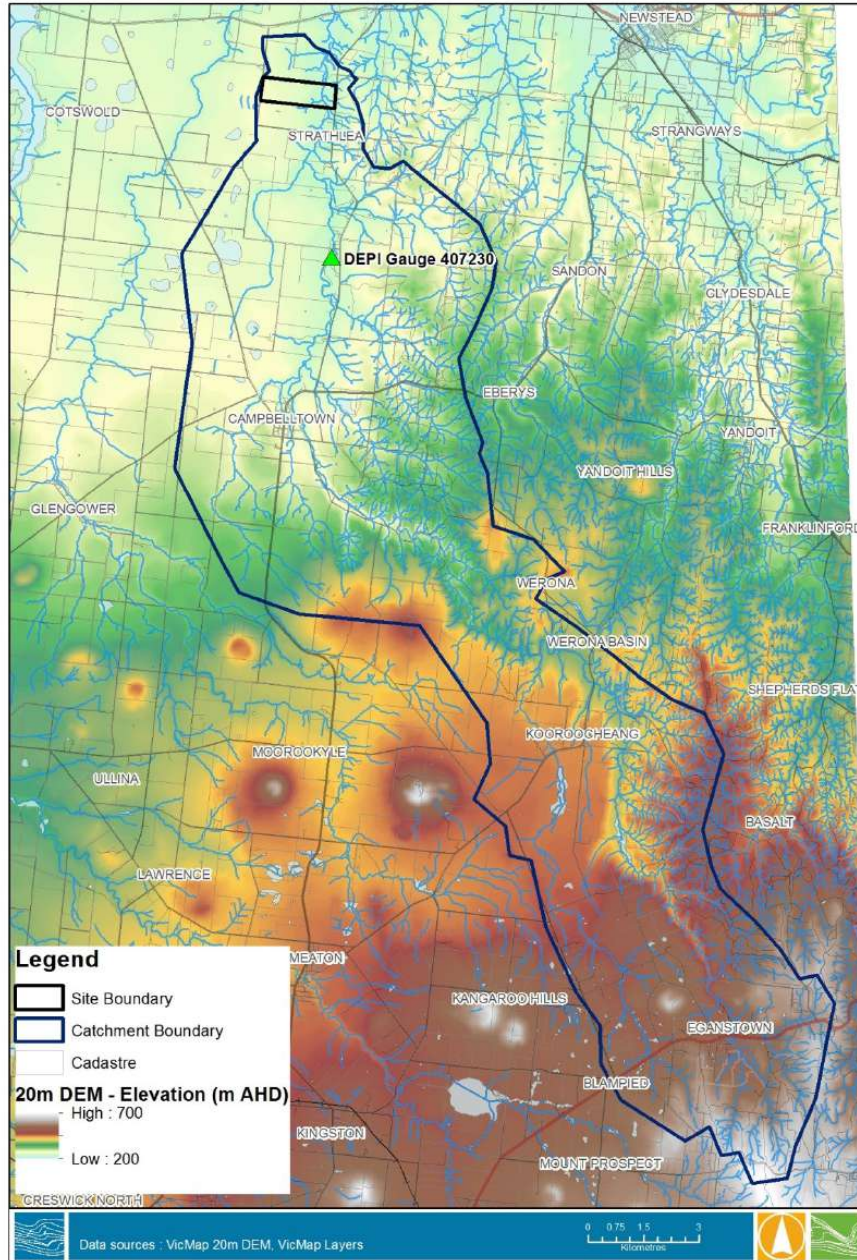 NEWSTEAD
COTSWOLD
STRANGWAYS
STRATHLEA
DEPI Gauge 407230
SANDON
CLYDESDALE
EBERYS
CAMPBELLTOWN
YANDOIT
YANDOIT HILLS
GLENGOWER
FRANKLINFORD
WERONA
WERONA BASIN
SHEPHERDS FLAT
KOOROOCHEANG
MOOROOKYLE
ULLINA
BASALT
LAWRENCE
Legend
SMEATON
Site Boundary
KANGAROO HILLS
Catchment Boundary
EGANSTOWN
Cadastre
20m DEM - Elevation (m AHD)
BLAMPIED
High : 700
KINGSTON
Low : 200
MOUNT PROSPECT
CRESWICK NORTH
Data sources : VicMap 20m DEM, VicMap Layers
0 0.75 1.5 3
Kilometres